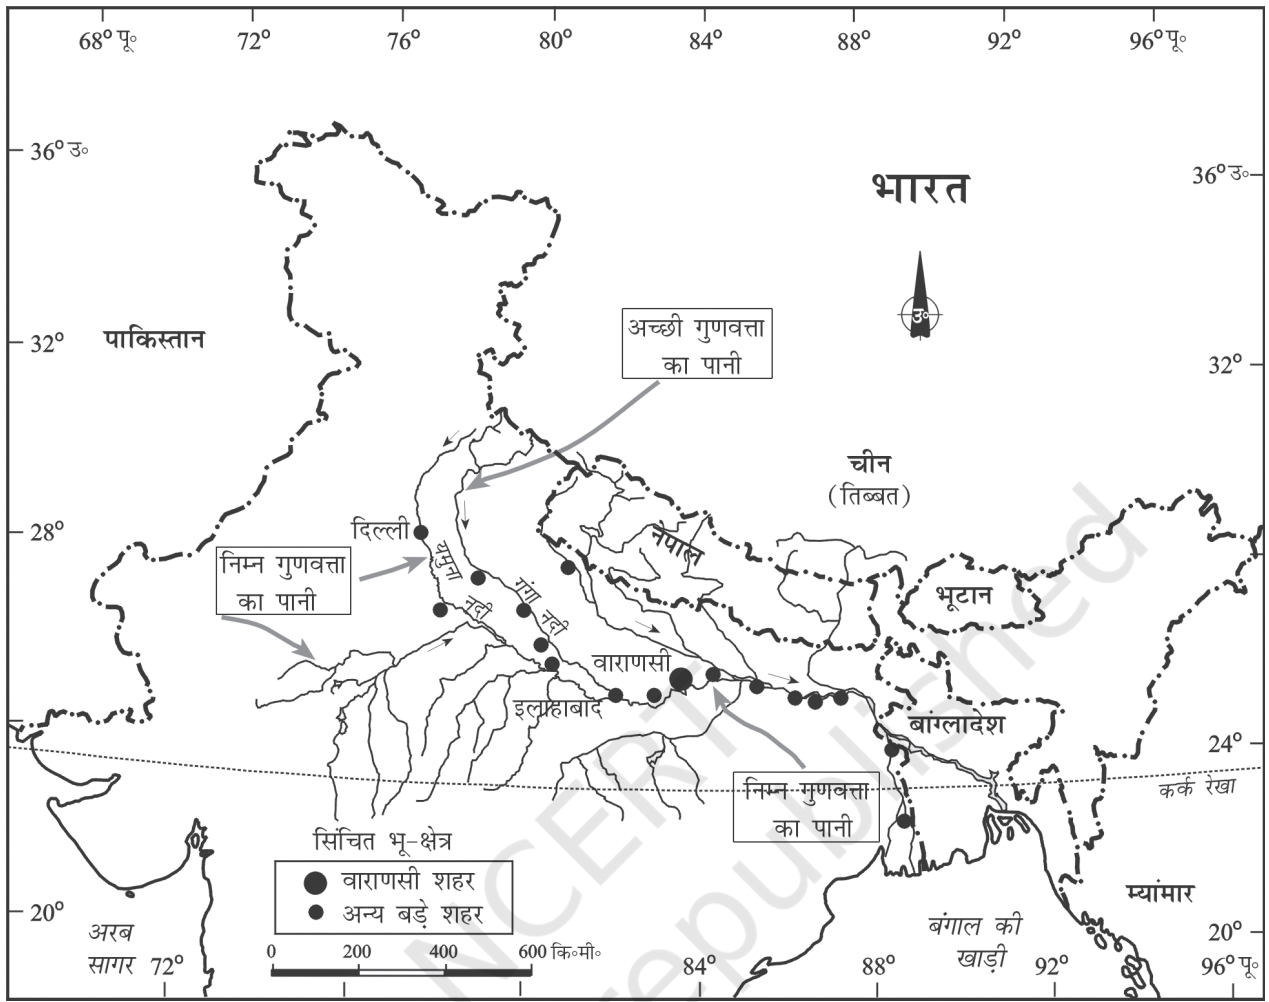 68° पू॰ 72° 76° 80° 84° 88° 92° 96° पू॰
36° उ॰
36° उ॰
भारत
उ॰
पाकिस्तान
32°
32°
अच्छी गुणवत्ता
का पानी
चीन
(तिब्बत)
28°
28°
दिल्ली
नेपाल
यमुना
नदी
गंगा
नदी
निम्न गुणवत्ता
का पानी
भूटान
वाराणसी
इलाहाबाद
बांग्लादेश
24°
कर्क रेखा
निम्न गुणवत्ता
का पानी
सिंचित भू-क्षेत्र
वाराणसी शहर
अन्य बड़े शहर
0 200 400 600 कि॰मी॰
म्यांमार
20°
20°
अरब
सागर
बंगाल की
खाड़ी
72° 84° 88° 92° 96° पू॰
NCERT
republished